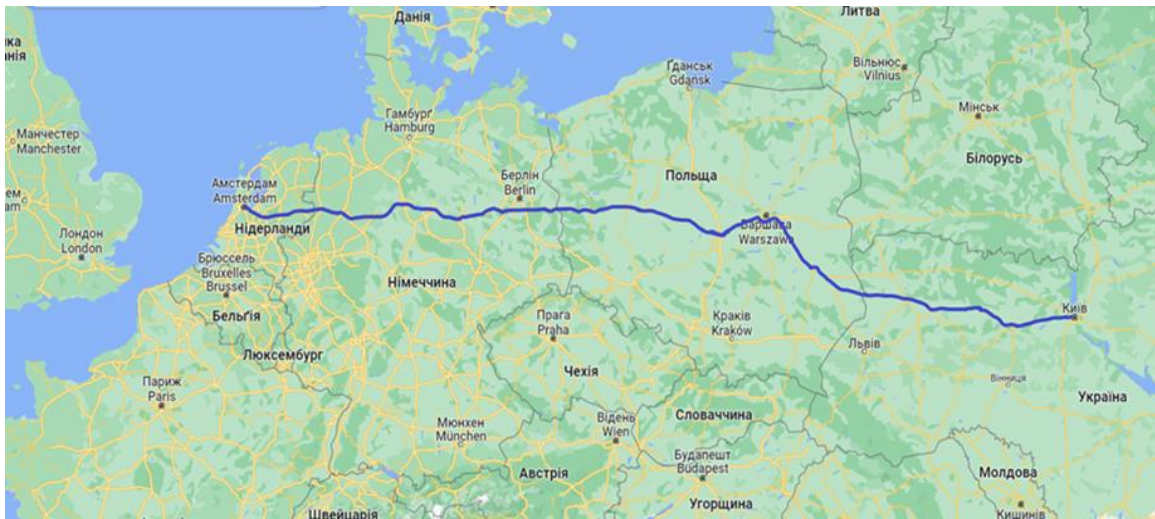 Данія
Литва
Вільнюс
Vilnius
Ґданськ
Gdańsk
Манчестер
Manchester
Гамбург
Hamburg
Мінськ
Білорусь
Амстердам
Amsterdam
Берлін
Berlin
Польща
Лондон
London
Нідерланди
Варшава
Warszawa
Брюссель
Bruxelles
Brussel
Німеччина
Бельгія
Прага
Praha
Краків
Kraków
Київ
Львів
Люксембург
Чехія
Париж
Paris
Вінниця
Україна
Мюнхен
München
Відень
Wien
Словаччина
Будапешт
Budapest
Австрія
Молдова
Угорщина
Швейцарія
Кишинів